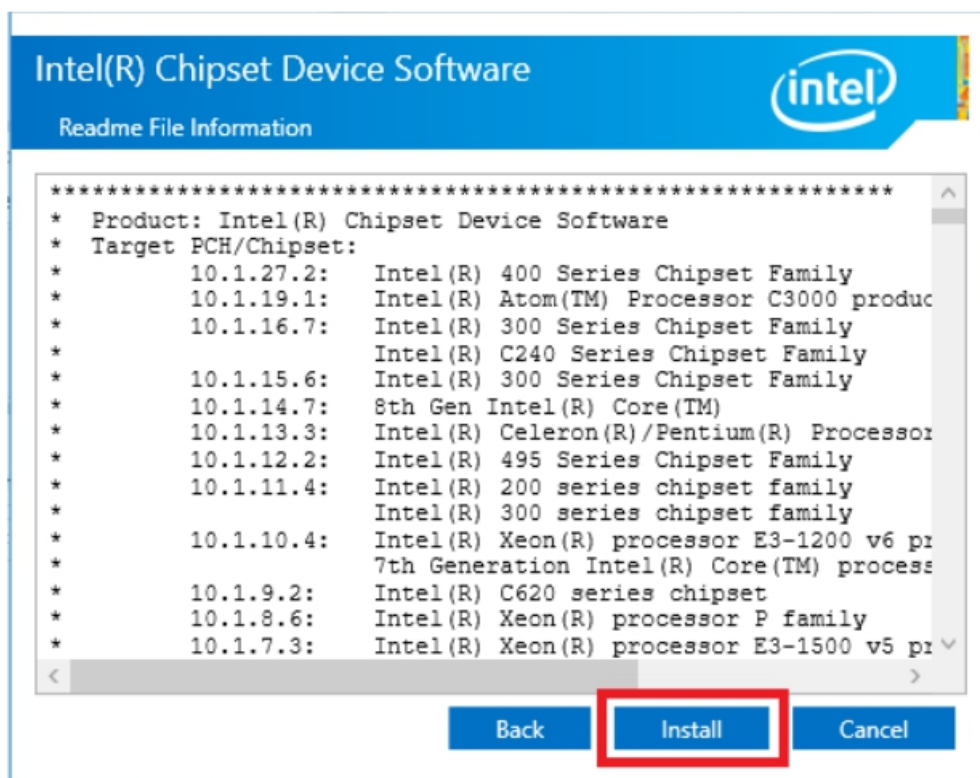 Intel(R) Chipset Device Software
intel
Readme File Information
************************************************************
* Product: Intel(R) Chipset Device Software
* Target PCH/Chipset:
* 10.1.27.2: Intel(R) 400 Series Chipset Family
* 10.1.19.1: Intel(R) Atom(TM) Processor C3000 produc
* 10.1.16.7: Intel(R) 300 Series Chipset Family
* Intel(R) C240 Series Chipset Family
* 10.1.15.6: Intel(R) 300 Series Chipset Family
* 10.1.14.7: 8th Gen Intel(R) Core(TM)
* 10.1.13.3: Intel(R) Celeron(R)/Pentium(R) Processor
* 10.1.12.2: Intel(R) 495 Series Chipset Family
* 10.1.11.4: Intel(R) 200 series chipset family
* Intel(R) 300 series chipset family
* 10.1.10.4: Intel(R) Xeon(R) processor E3-1200 v6 pr
* 7th Generation Intel(R) Core(TM) process
* 10.1.9.2: Intel(R) C620 series chipset
* 10.1.8.6: Intel(R) Xeon(R) processor P family
* 10.1.7.3: Intel(R) Xeon(R) processor E3-1500 v5 pr
Back Install Cancel